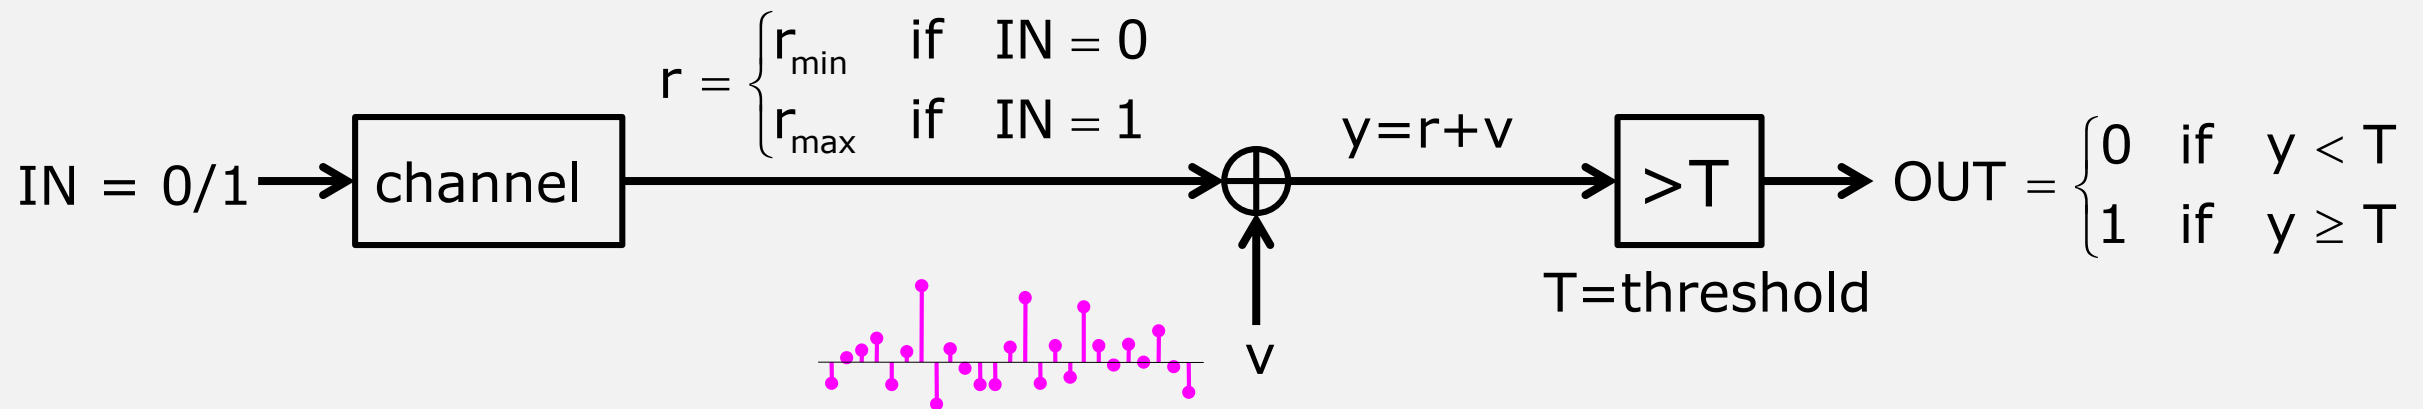 r = { r_min if IN = 0
r_max if IN = 1
IN = 0/1
channel
y=r+v
>T
OUT = { 0 if y < T
1 if y ≥ T
T=threshold
v